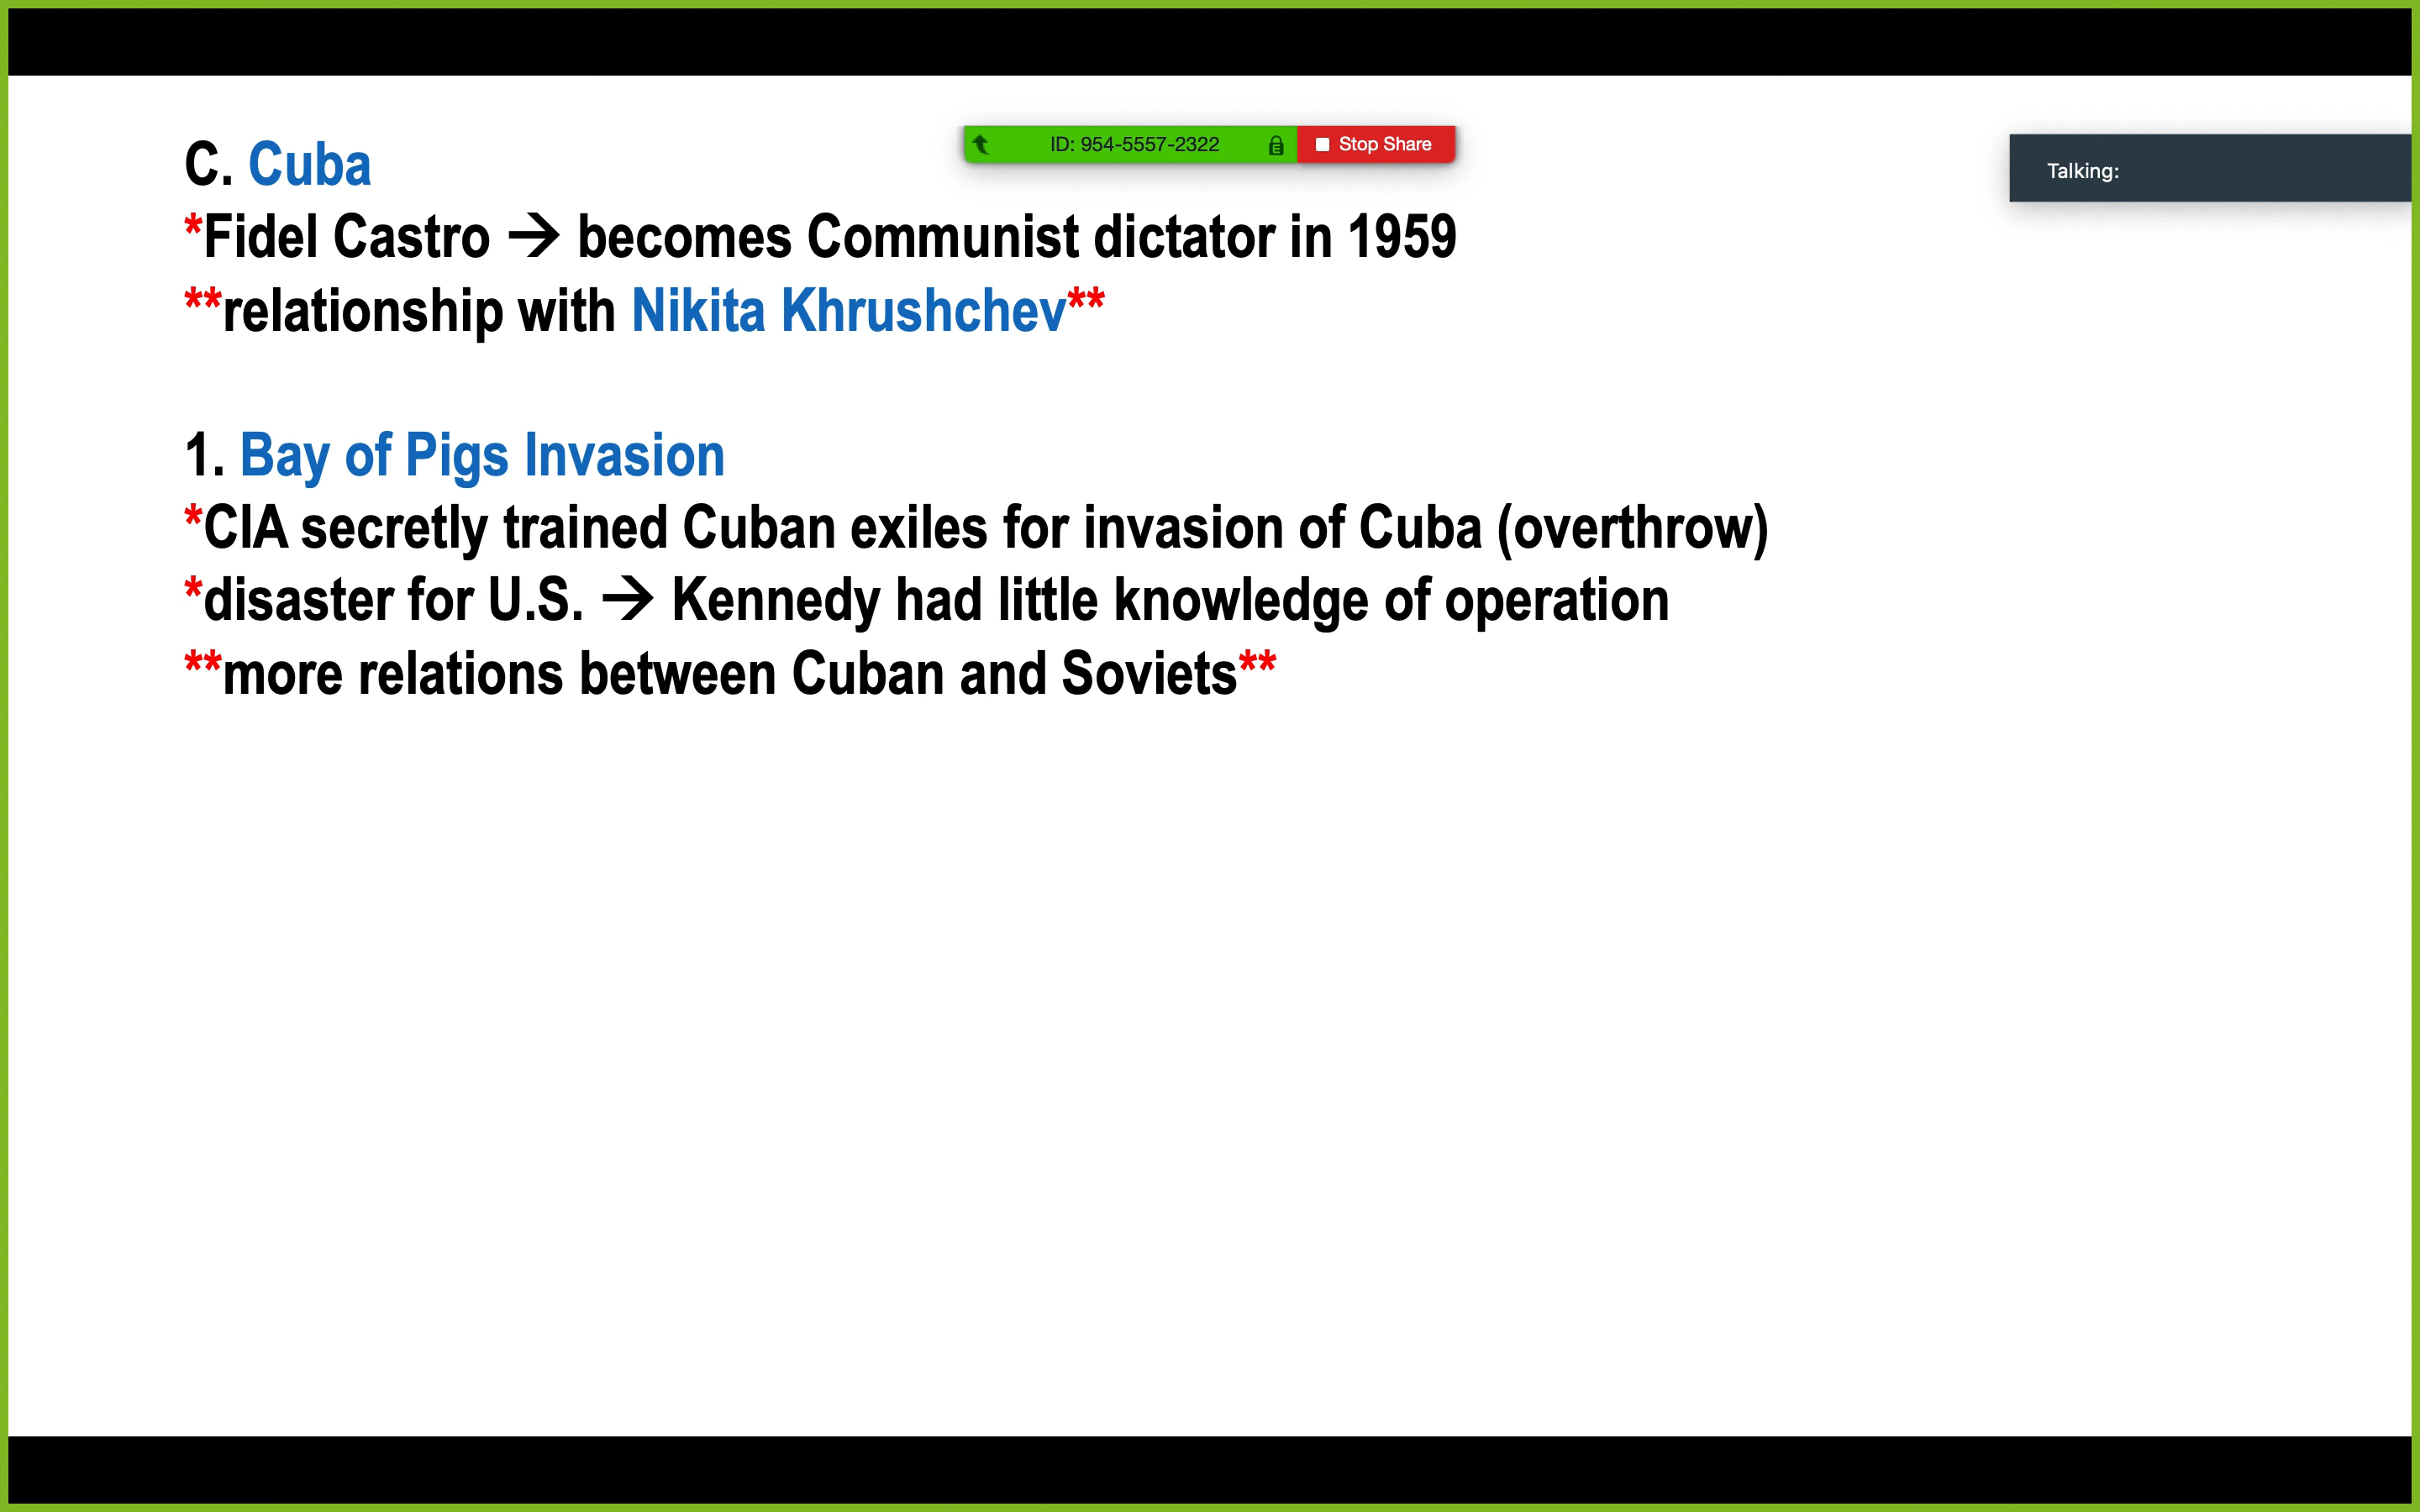 C. Cuba
ID: 954-5557-2322
Stop Share
Talking:
*Fidel Castro → becomes Communist dictator in 1959
**relationship with Nikita Khrushchev**
1. Bay of Pigs Invasion
*CIA secretly trained Cuban exiles for invasion of Cuba (overthrow)
*disaster for U.S. → Kennedy had little knowledge of operation
**more relations between Cuban and Soviets**